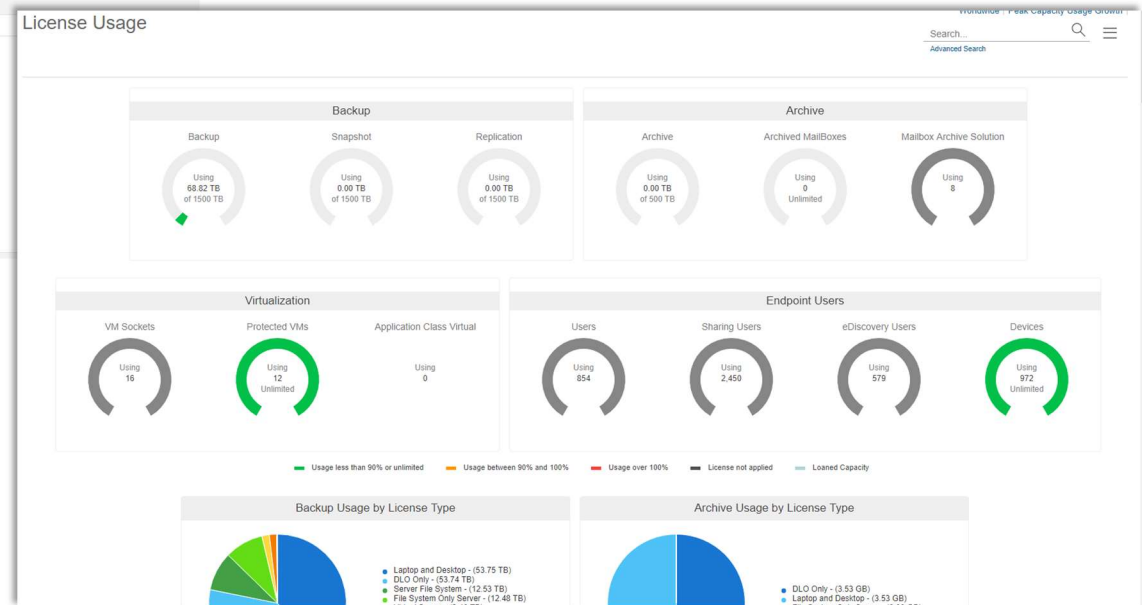 Worldwide | Peak Capacity Usage Growth |
License Usage
Search...
Advanced Search
Backup
Archive
Backup
Snapshot
Replication
Archive
Archived MailBoxes
Mailbox Archive Solution
Using
68.82 TB
of 1500 TB
Using
0.00 TB
of 1500 TB
Using
0.00 TB
of 1500 TB
Using
0.00 TB
of 500 TB
Using
0
Unlimited
Using
8
Virtualization
Endpoint Users
VM Sockets
Protected VMs
Application Class Virtual
Users
Sharing Users
eDiscovery Users
Devices
Using
16
Using
12
Unlimited
Using
0
Using
854
Using
2,450
Using
579
Using
972
Unlimited
Usage less than 90% or unlimited
Usage between 90% and 100%
Usage over 100%
License not applied
Loaned Capacity
Backup Usage by License Type
Archive Usage by License Type
Laptop and Desktop - (53.75 TB)
DLO Only - (53.74 TB)
Server File System - (12.53 TB)
File System Only Server - (12.48 TB)
DLO Only - (3.53 GB)
Laptop and Desktop - (3.53 GB)